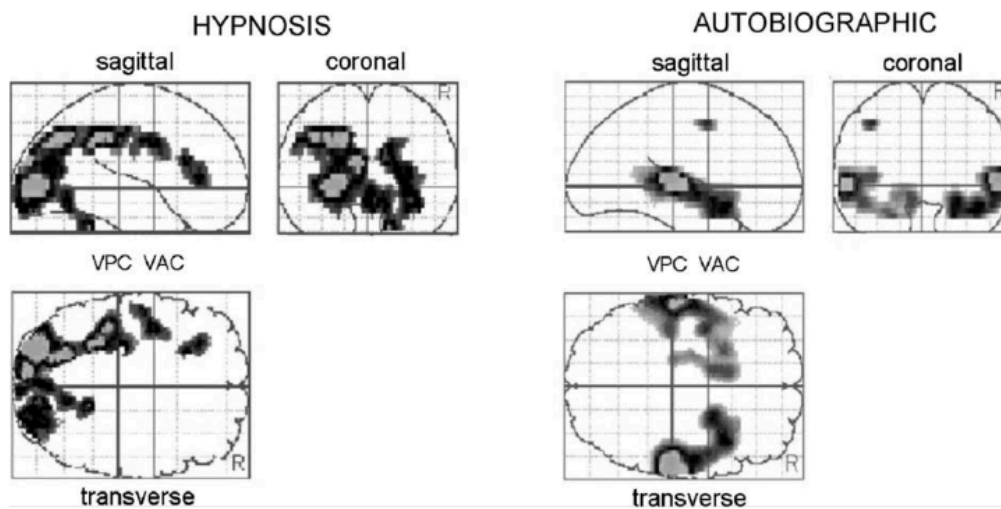 HYPNOSIS
sagittal coronal
R
VPC VAC
R
transverse
AUTOBIOGRAPHIC
sagittal coronal
R
VPC VAC
R
transverse